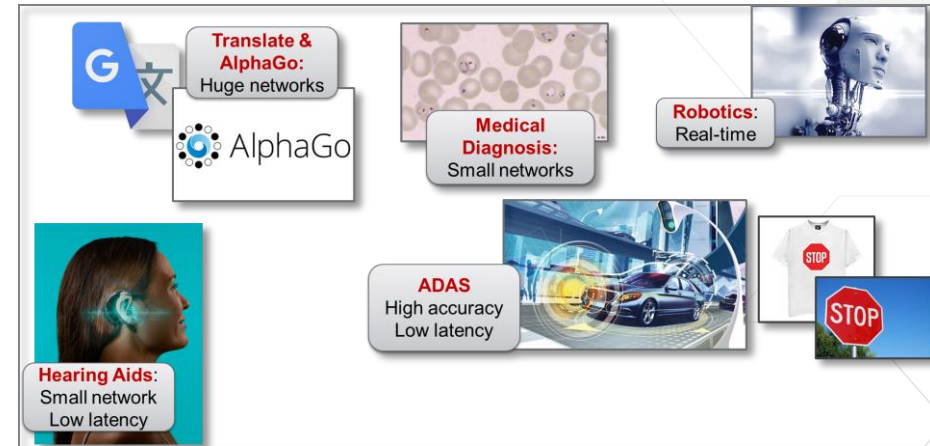 G 文
Translate &
AlphaGo:
Huge networks
AlphaGo
Medical
Diagnosis:
Small networks
Robotics:
Real-time
ADAS
High accuracy
Low latency
STOP
STOP
Hearing Aids:
Small network
Low latency